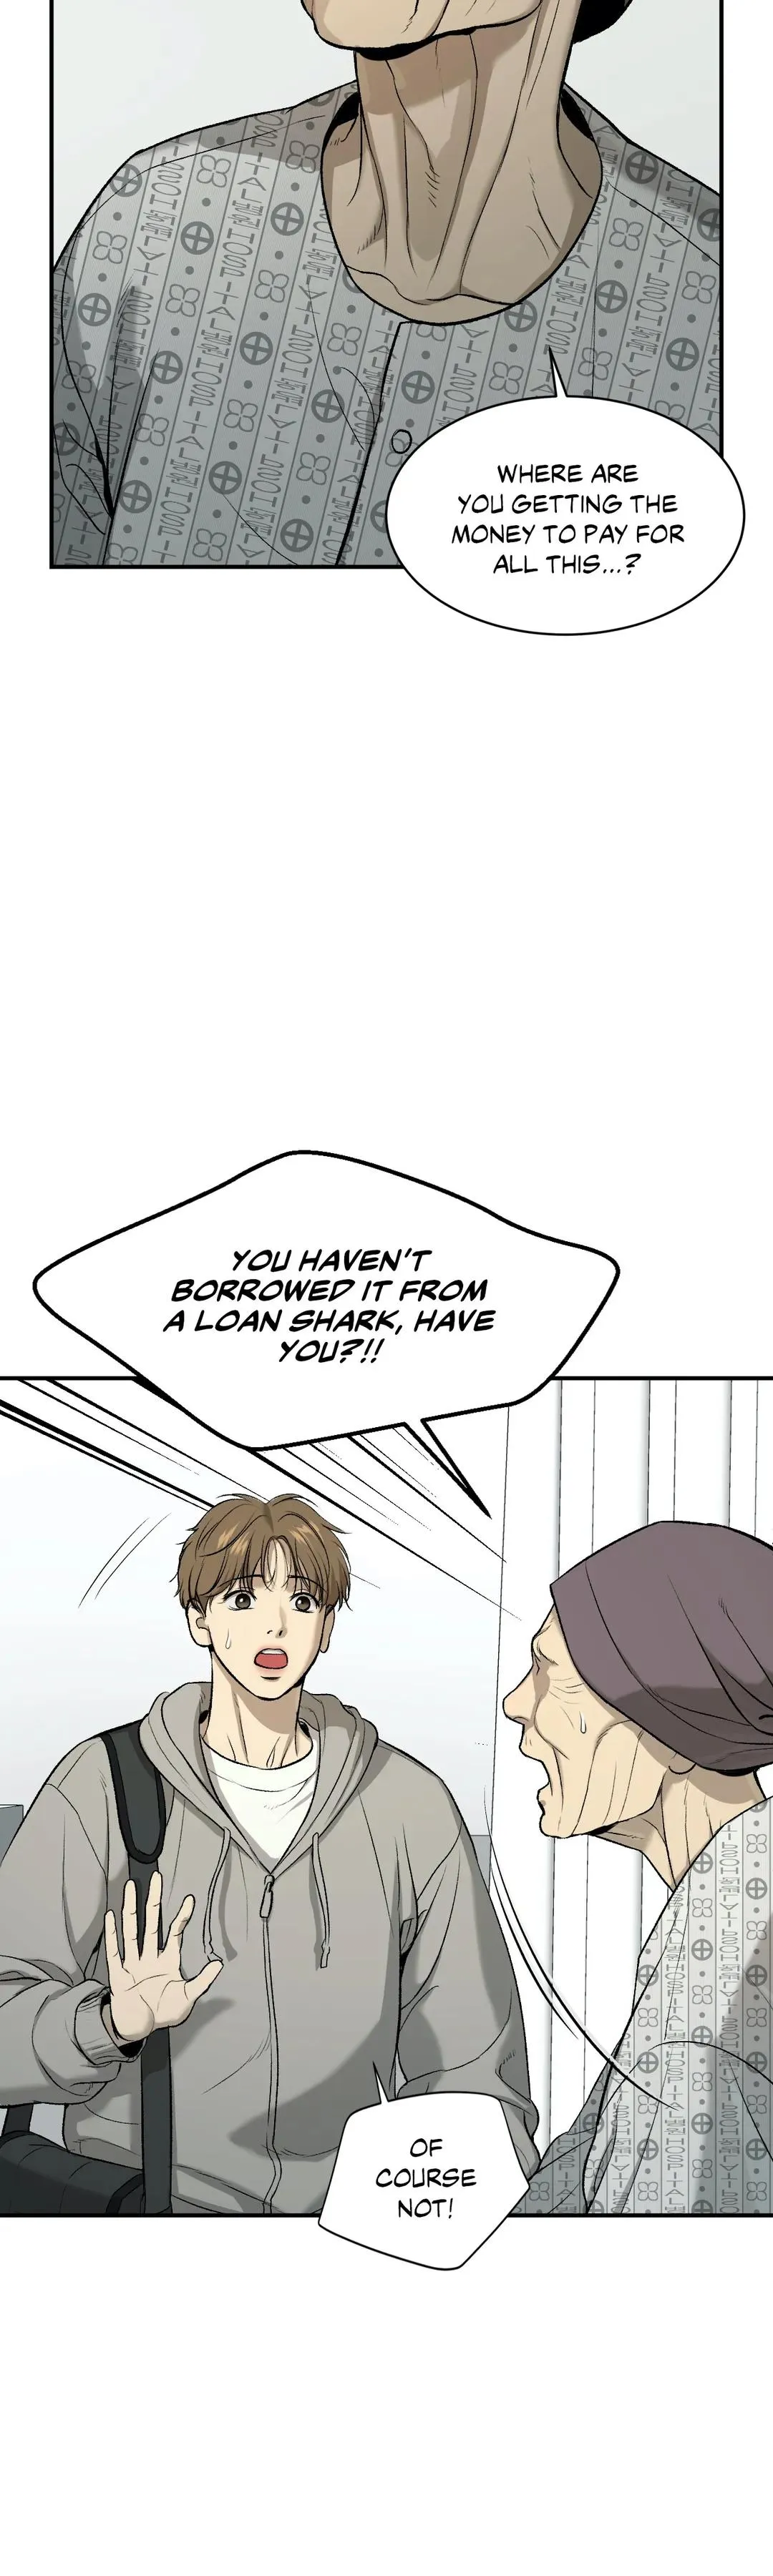 WHERE ARE
YOU GETTING THE
MONEY TO PAY FOR
ALL THIS...?
YOU HAVEN'T
BORROWED IT FROM
A LOAN SHARK, HAVE
YOU?!!
OF
COURSE
NOT!